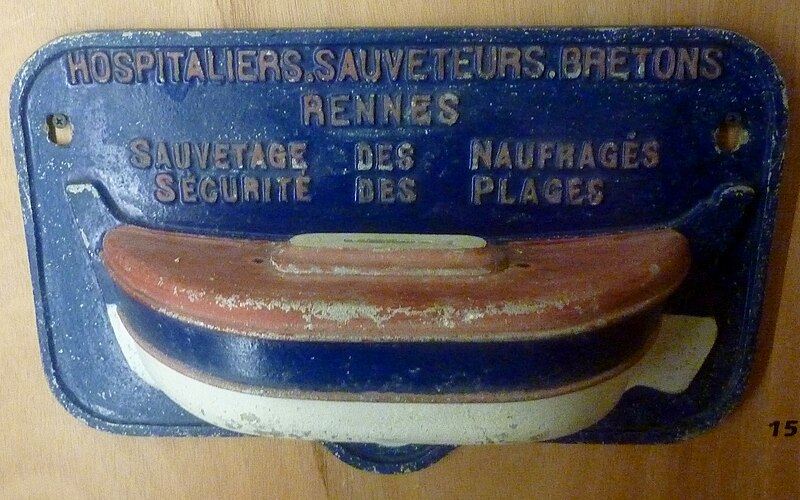 HOSPITALIERS.SAUVETEURS.BRETONS
RENNES
SAUVETAGE DES NAUFRAGÉS
SÉCURITÉ DES PLAGES
15